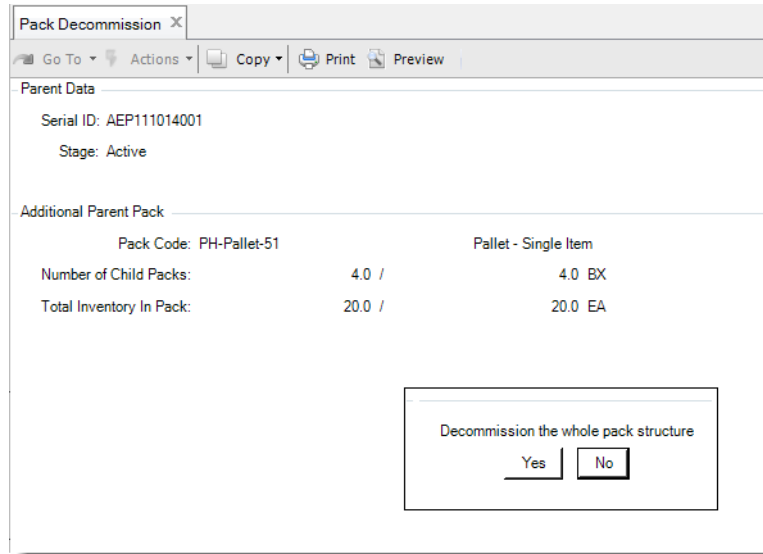 Pack Decommission X
Go To Actions Copy Print Preview
Parent Data
Serial ID: AEP111014001
Stage: Active
Additional Parent Pack
Pack Code: PH-Pallet-51 Pallet - Single Item
Number of Child Packs: 4.0 / 4.0 BX
Total Inventory In Pack: 20.0 / 20.0 EA
Decommission the whole pack structure
Yes No